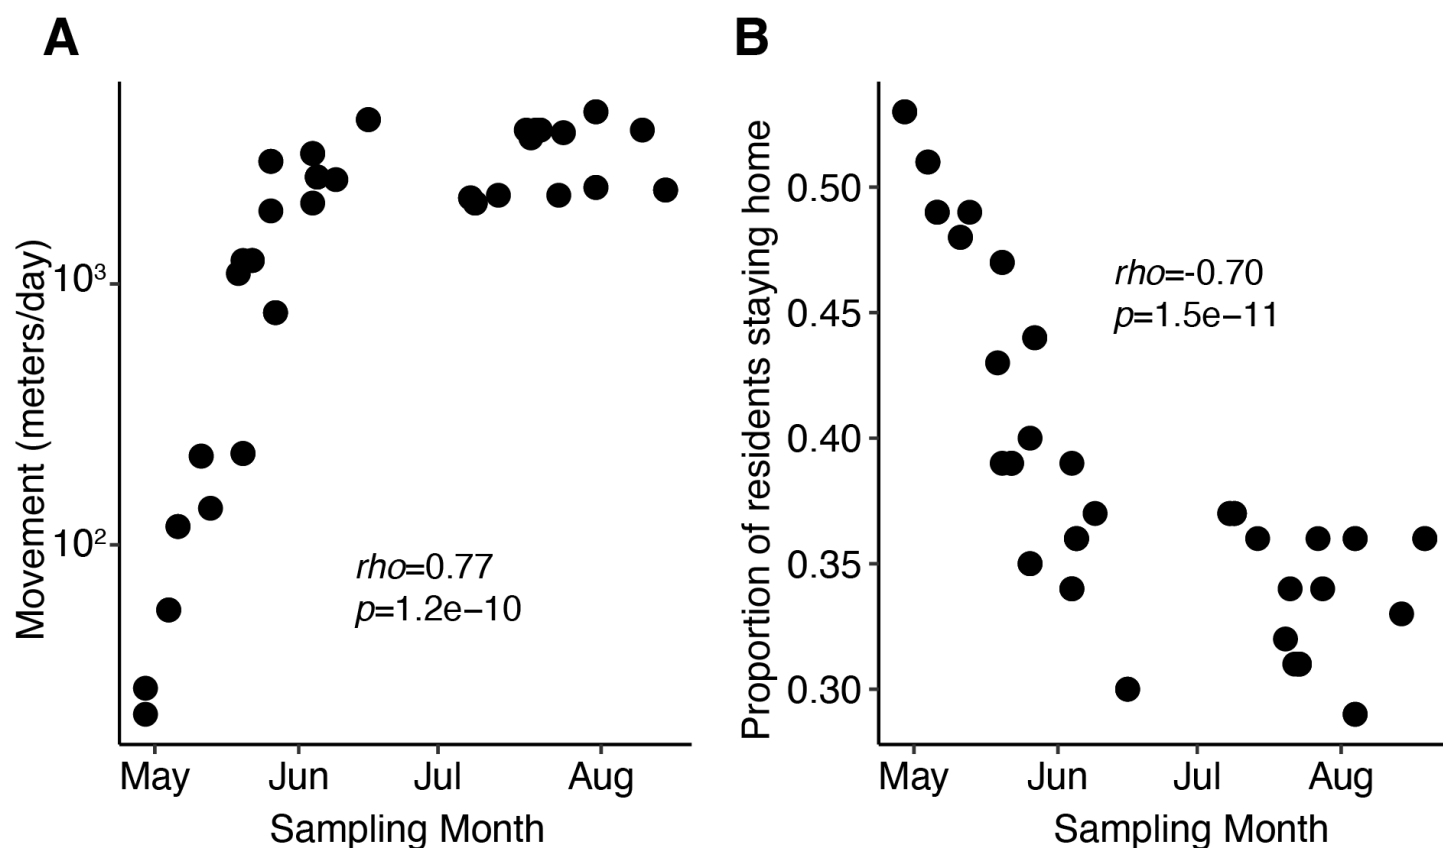 A
Movement (meters/day)
10³
10²
rho=0.77
p=1.2e−10
May Jun Jul Aug
Sampling Month
B
Proportion of residents staying home
0.50
0.45
0.40
0.35
0.30
rho=-0.70
p=1.5e−11
May Jun Jul Aug
Sampling Month